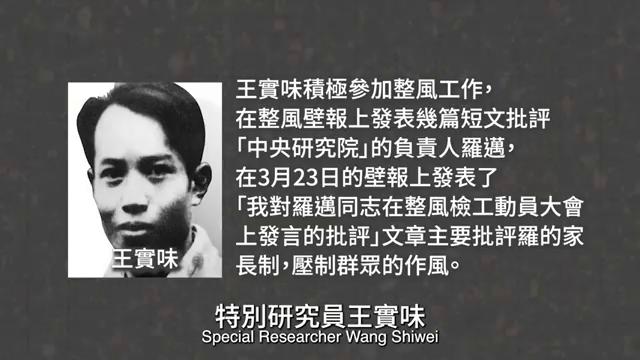 王實味積極參加整風工作，
在整風壁報上發表幾篇短文批評
「中央研究院」的負責人羅邁，
在3月23日的壁報上發表了
「我對羅邁同志在整風檢工動員大會
上發言的批評」文章主要批評羅的家
長制，壓制群眾的作風。
王實味
特別研究員王實味
Special Researcher Wang Shiwei